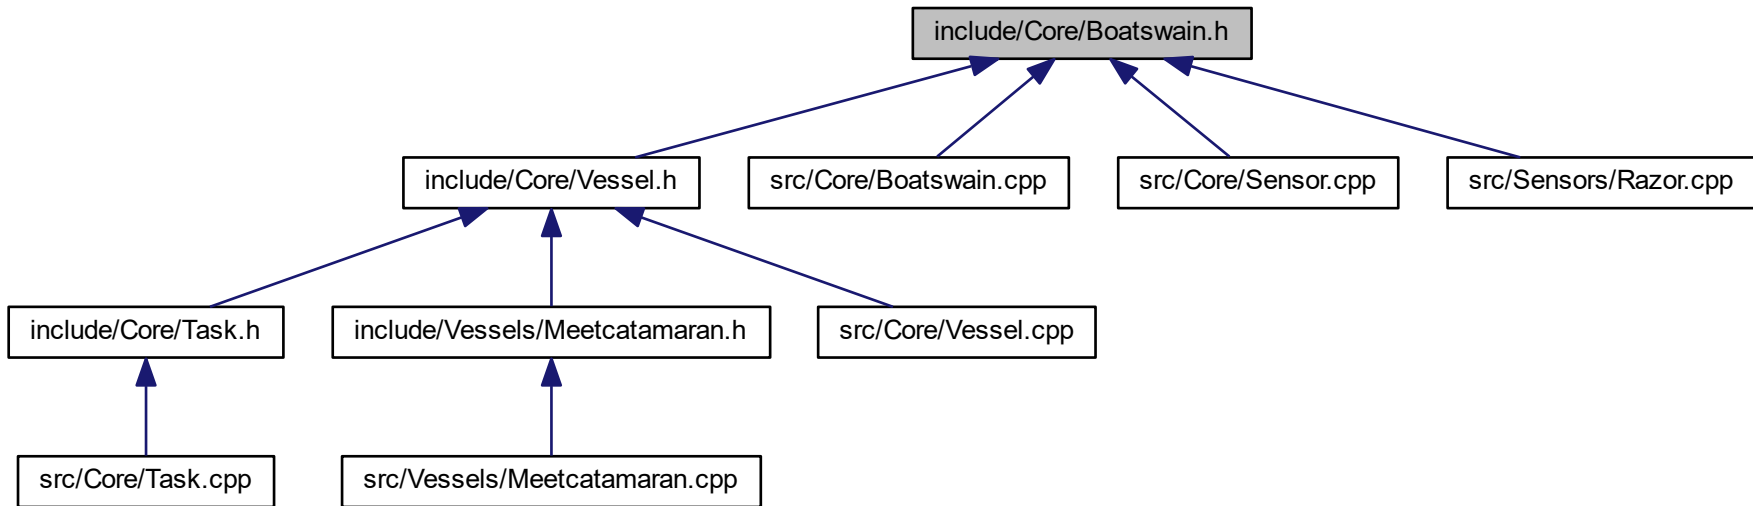 include/Core/Boatswain.h
include/Core/Vessel.h
src/Core/Boatswain.cpp
src/Core/Sensor.cpp
src/Sensors/Razor.cpp
include/Core/Task.h
include/Vessels/Meetcatamaran.h
src/Core/Vessel.cpp
src/Core/Task.cpp
src/Vessels/Meetcatamaran.cpp